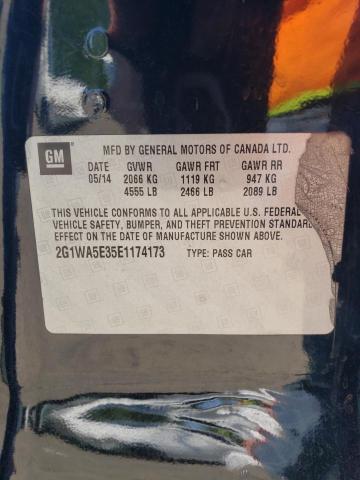 GM
MFD BY GENERAL MOTORS OF CANADA LTD.
DATE GVWR GAWR FRT GAWR RR
05/14 2066 KG 1119 KG 947 KG
4555 LB 2466 LB 2089 LB
THIS VEHICLE CONFORMS TO ALL APPLICABLE U.S. FEDERAL
VEHICLE SAFETY, BUMPER, AND THEFT PREVENTION STANDARD
EFFECT ON THE DATE OF MANUFACTURE SHOWN ABOVE.
2G1WA5E35E1174173 TYPE: PASS CAR